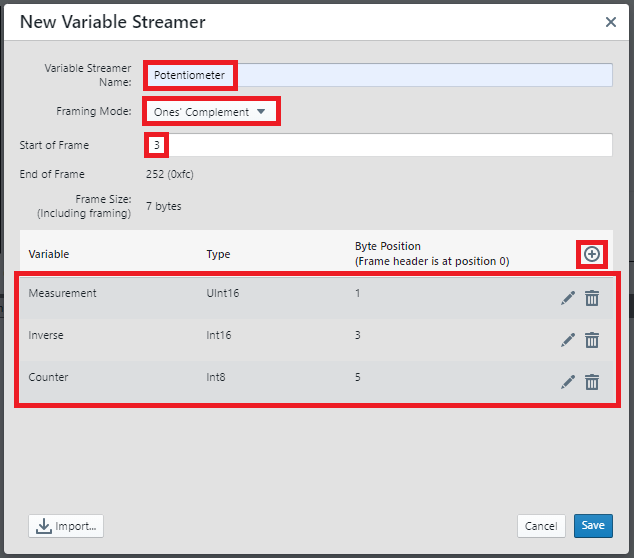 New Variable Streamer
Variable Streamer
Name:
Potentiometer
Framing Mode:
Ones' Complement
Start of Frame
3
End of Frame
252 (0xfc)
Frame Size:
(Including framing)
7 bytes
Variable
Type
Byte Position
(Frame header is at position 0)
Measurement
UInt16
1
Inverse
Int16
3
Counter
Int8
5
Import...
Cancel
Save